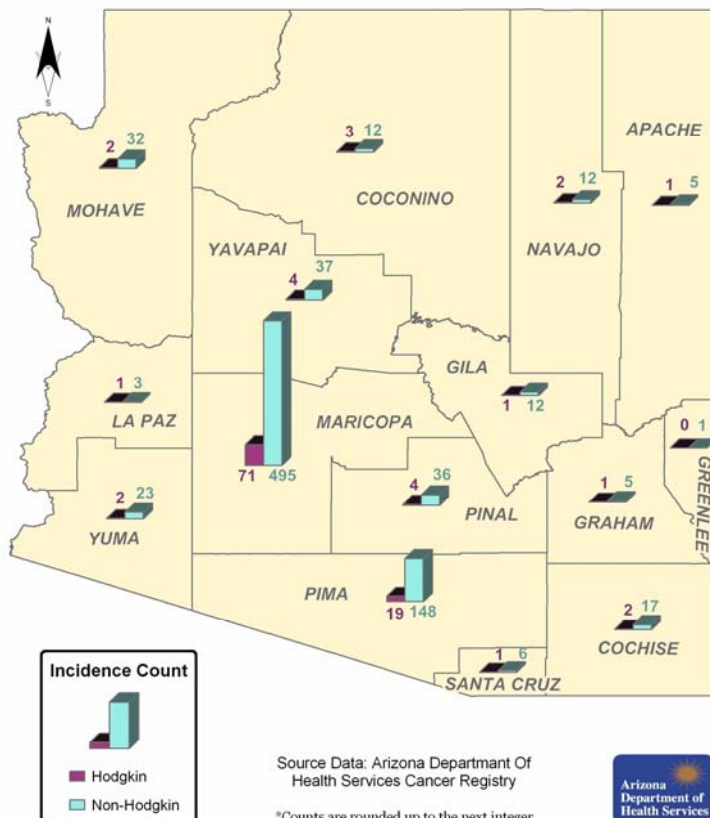 N
S
2 32
MOHAVE
3 12
COCONINO
2 12
NAVAJO
APACHE
1 5
YAVAPAI
4 37
GILA
1 12
1 3
LA PAZ
MARICOPA
71 495
0 1
GREENLEE
2 23
YUMA
4 36
PINAL
1 5
GRAHAM
PIMA
19 148
2 17
COCHISE
1 6
SANTA CRUZ
Incidence Count
Hodgkin
Non-Hodgkin
Source Data: Arizona Departmant Of
Health Services Cancer Registry
*Counts are rounded up to the next integer
Arizona
Department of
Health Services